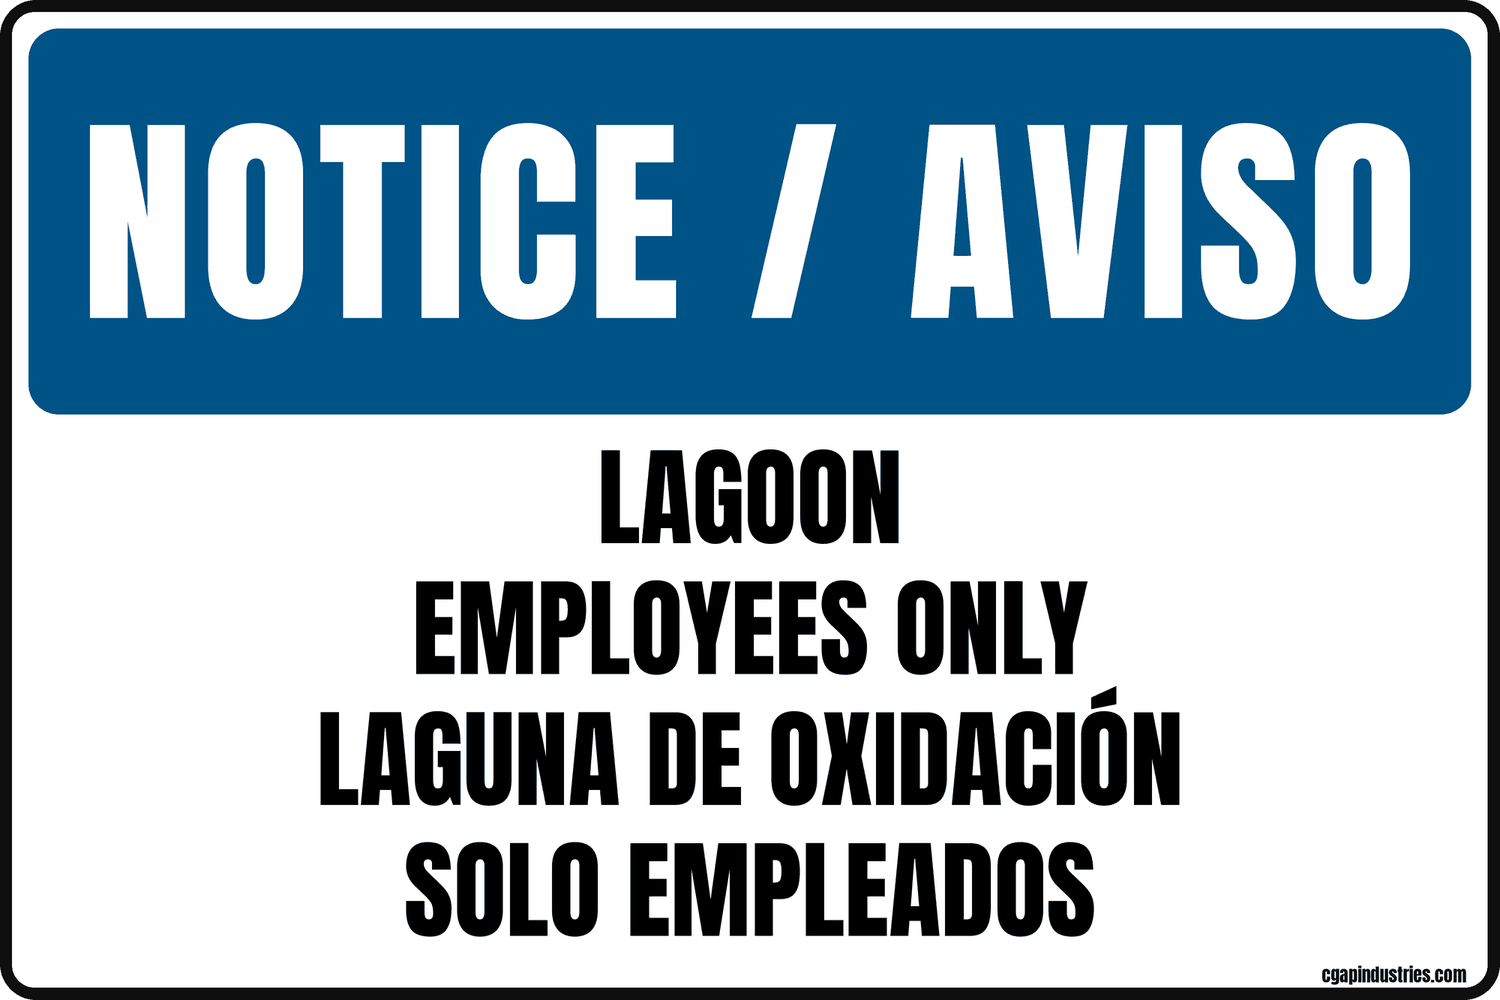 NOTICE / AVISO
LAGOON
EMPLOYEES ONLY
LAGUNA DE OXIDACIÓN
SOLO EMPLEADOS
cgapindustries.com